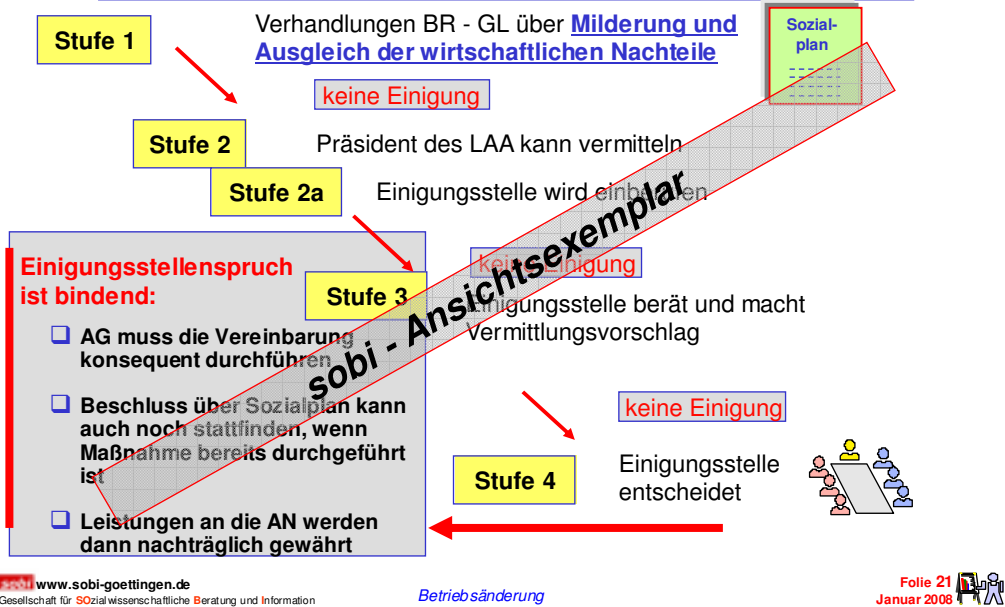 Stufe 1
Verhandlungen BR - GL über Milderung und
Ausgleich der wirtschaftlichen Nachteile
Sozial-
plan
keine Einigung
Stufe 2
Präsident des LAA kann vermitteln
Stufe 2a
Einigungsstelle wird einberufen
keine Einigung
Stufe 3
Einigungsstelle berät und macht
Vermittlungsvorschlag
Einigungsstellenspruch
ist bindend:
AG muss die Vereinbarung
konsequent durchführen
Beschluss über Sozialplan kann
auch noch stattfinden, wenn
Maßnahme bereits durchgeführt
ist
Leistungen an die AN werden
dann nachträglich gewährt
keine Einigung
Stufe 4
Einigungsstelle
entscheidet
sobi - Ansichtsexemplar
sobi www.sobi-goettingen.de
Gesellschaft für SOzialwissenschaftliche Beratung und Information
Betriebsänderung
Folie 21
Januar 2008